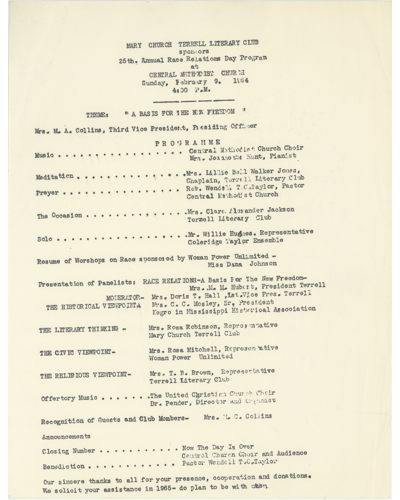 MARY CHURCH TERRELL LITERARY CLUB
sponsors
25th. Annual Race Relations Day Program
at
CENTRAL METHODIST CHURCH
Sunday, February 9, 1964
4:00 P.M.
THEME: " A BASIS FOR THE NEW FREEDOM "
Mrs. M. A. Collins, Third Vice President, Presiding Officer
PROGRAMME
Music . . . . . . . . . . . . . . . . . Central Methodist Church Choir
Mrs. Jeannette Hunt, Pianist
Meditation . . . . . . . . . . . . . . .Mrs. Lillie Bell Walker Jones,
Chaplain, Terrell Literary Club
Prayer . . . . . . . . . . . . . . . . .Rev. Wendell T.C.Taylor, Pastor
Central Methodist Church
The Occasion . . . . . . . . . . . . . .Mrs. Clara Alexander Jackson
Terrell Literary Club
Solo . . . . . . . . . . . . . . . . . .Mr. Willie Hughes, Representative
Coleridge Taylor Ensemble
Resume of Worshops on Race sponsored by Woman Power Unlimited -
Miss Dana Johnson
Presentation of Panelists: RACE RELATIONS-A Basis For The New Freedom-
Mrs. M. M. Hubert, President Terrell
MODERATOR- Mrs. Doris T. Hall ,1st.Vice Pres. Terrell
THE HISTORICAL VIEWPOINT Mrs. C. C. Mosley, Sr, President
Negro in Mississippi Historical Association
THE LITERARY THINKING - Mrs. Rosa Robinson, Representative
Mary Church Terrell Club
THE CIVIC VIEWPOINT- Mrs. Rosa Mitchell, Representative
Woman Power Unlimited
THE RELIGIOUS VIEWPOINT- Mrs. T. B. Brown, Representative
Terrell Literary Club
Offertory Music - . . . . . .The United Christian Church Choir
Dr. Pender, Director and Organist
Recognition of Guests and Club Members- Mrs. M. C. Collins
Announcements
Closing Number . . . . . . . . . . . . Now The Day Is Over
Central Church Choir and Audience
Benediction . . . . . . . . . . . . . Pastor Wendell T.C.Taylor
Our sincere thanks to all for your presence, cooperation and donations.
We solicit your assistance in 1965- do plan to be with